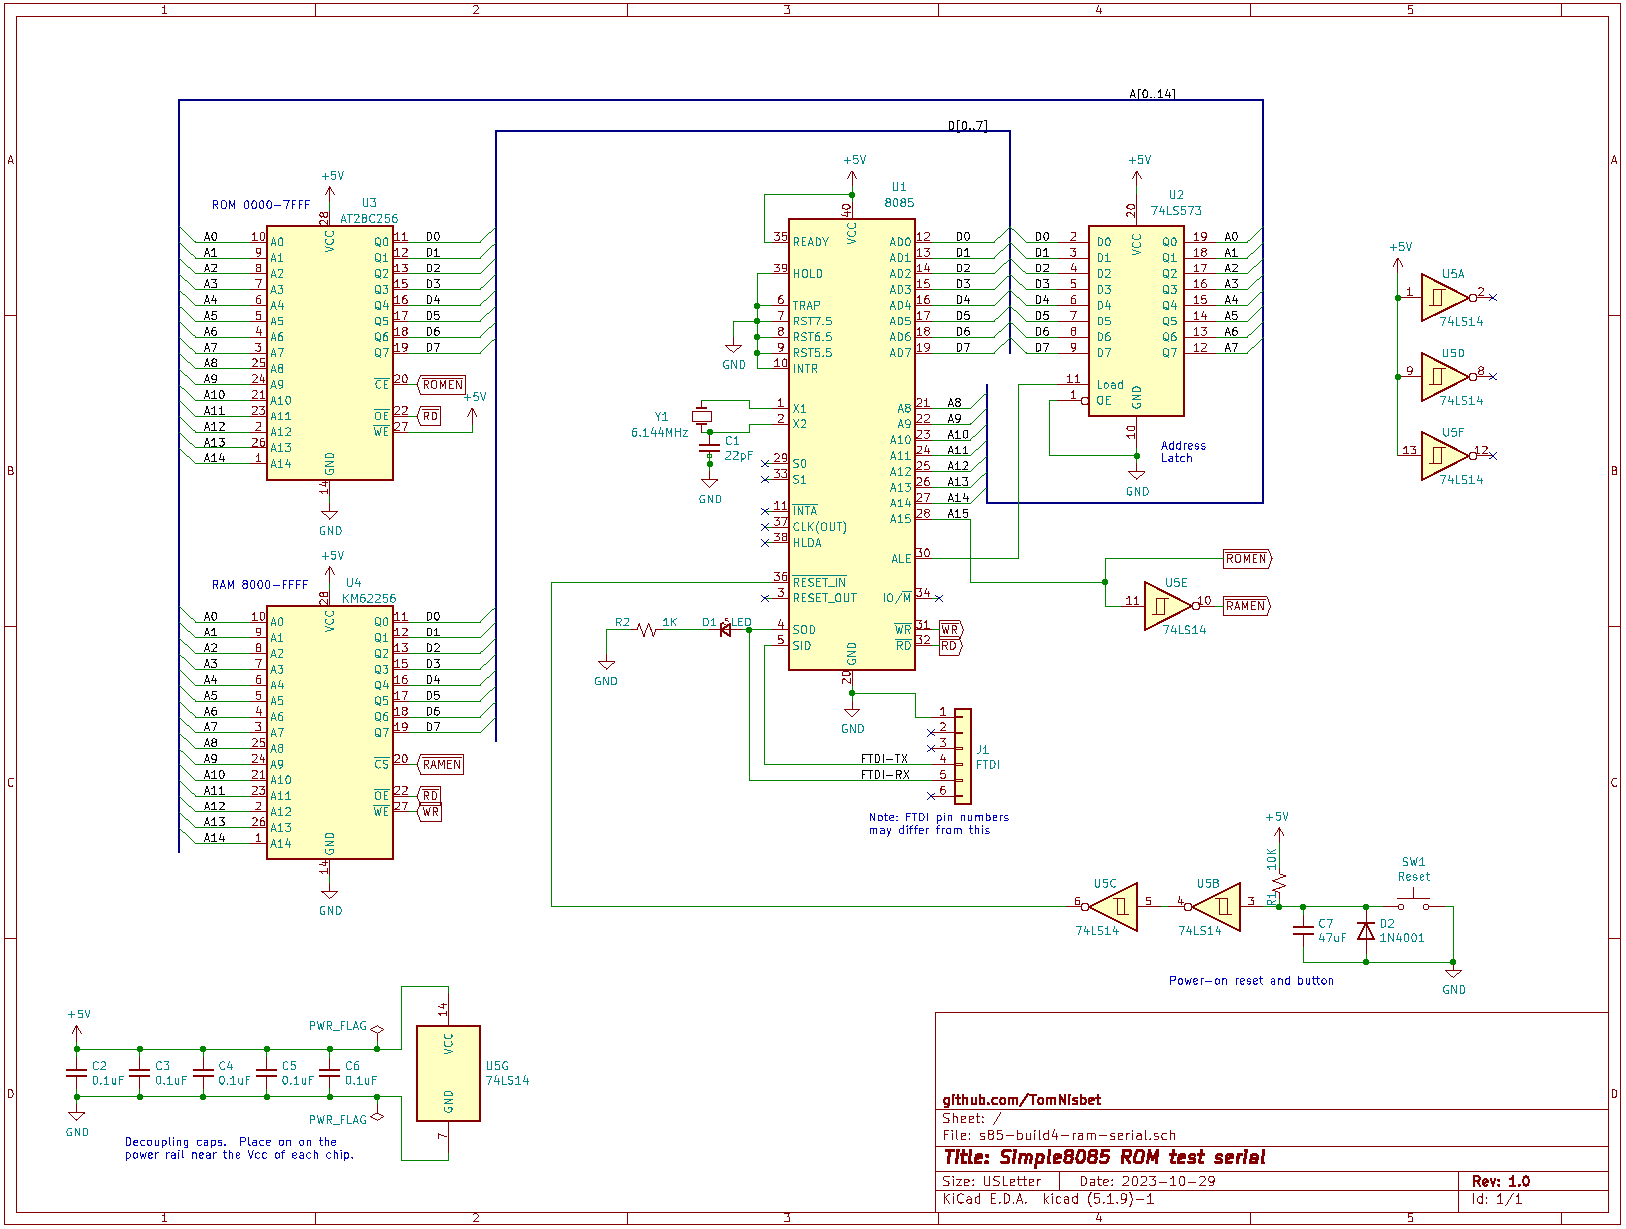 1 2 3 4 5
A
B
C
D
A[0..14]
D[0..7]
ROM 0000-7FFF
+5V
U3
AT28C256
28
VCC
A0 10 A0
A1 9 A1
A2 8 A2
A3 7 A3
A4 6 A4
A5 5 A5
A6 4 A6
A7 3 A7
A8 25 A8
A9 24 A9
A10 21 A10
A11 23 A11
A12 2 A12
A13 26 A13
A14 1 A14
Q0 11 D0
Q1 12 D1
Q2 13 D2
Q3 15 D3
Q4 16 D4
Q5 17 D5
Q6 18 D6
Q7 19 D7
CE 20 ROMEN
OE 22 RD
WE 27
+5V
GND
14
GND
RAM 8000-FFFF
+5V
U4
KM62256
28
VCC
A0 10 A0
A1 9 A1
A2 8 A2
A3 7 A3
A4 6 A4
A5 5 A5
A6 4 A6
A7 3 A7
A8 25 A8
A9 24 A9
A10 21 A10
A11 23 A11
A12 2 A12
A13 26 A13
A14 1 A14
Q0 11 D0
Q1 12 D1
Q2 13 D2
Q3 15 D3
Q4 16 D4
Q5 17 D5
Q6 18 D6
Q7 19 D7
CS 20 RAMEN
OE 22 RD
WE 27 WR
GND
14
GND
+5V
U1
8085
40
VCC
35 READY
39 HOLD
6 TRAP
7 RST7.5
8 RST6.5
9 RST5.5
10 INTR
GND
1 X1
2 X2
Y1
6.144MHz
C1
22pF
GND
29 S0
33 S1
11 INTA
37 CLK(OUT)
38 HLDA
36 RESET_IN
3 RESET_OUT
4 SOD
5 SID
R2 1K
D1 LED
GND
AD0 12 D0
AD1 13 D1
AD2 14 D2
AD3 15 D3
AD4 16 D4
AD5 17 D5
AD6 18 D6
AD7 19 D7
A8 21 A8
A9 22 A9
A10 23 A10
A11 24 A11
A12 25 A12
A13 26 A13
A14 27 A14
A15 28 A15
ALE 30
IO/M 34
WR 31 WR
RD 32 RD
GND
20
GND
1
2
3
FTDI-TX 4
FTDI-RX 5
6
J1
FTDI
Note: FTDI pin numbers
may differ from this
+5V
U2
74LS573
20
VCC
D0 2 D0
D1 3 D1
D2 4 D2
D3 5 D3
D4 6 D4
D5 7 D5
D6 8 D6
D7 9 D7
11 Load
1 OE
Q0 19 A0
Q1 18 A1
Q2 17 A2
Q3 16 A3
Q4 15 A4
Q5 14 A5
Q6 13 A6
Q7 12 A7
GND
10
GND
Address
Latch
+5V
U5A
1 2
74LS14
U5D
9 8
74LS14
U5F
13 12
74LS14
ROMEN
U5E
11 10 RAMEN
74LS14
+5V
10K
R1
SW1
Reset
U5C
6 5
74LS14
U5B
4 3
74LS14
C7
47uF
D2
1N4001
GND
Power-on reset and button
+5V
PWR_FLAG
C2
0.1uF
C3
0.1uF
C4
0.1uF
C5
0.1uF
C6
0.1uF
GND
PWR_FLAG
14
VCC
GND
7
U5G
74LS14
Decoupling caps. Place on on the
power rail near the Vcc of each chip.
github.com/TomNisbet
Sheet: /
File: s85-build4-ram-serial.sch
Title: Simple8085 ROM test serial
Size: USLetter Date: 2023-10-29 Rev: 1.0
KiCad E.D.A. kicad (5.1.9)-1 Id: 1/1
1 2 3 4 5
A
B
C
D